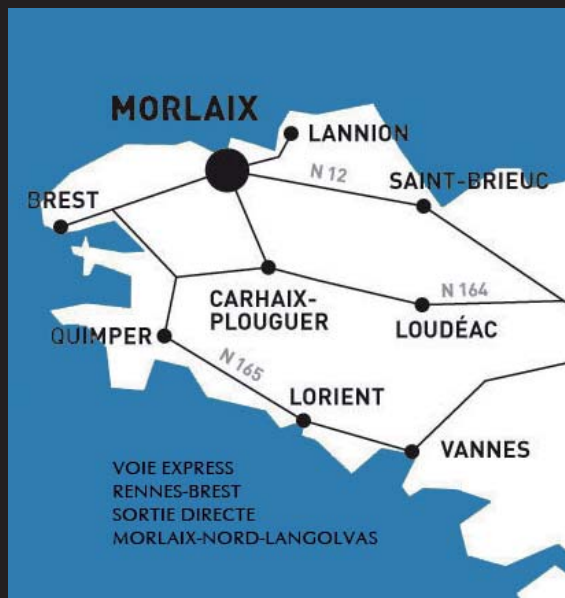 MORLAIX
LANNION
N 12
SAINT-BRIEUC
BREST
N 164
CARHAIX-
PLOUGUER
LOUDÉAC
QUIMPER
N 165
LORIENT
VANNES
VOIE EXPRESS
RENNES-BREST
SORTIE DIRECTE
MORLAIX-NORD-LANGOLVAS